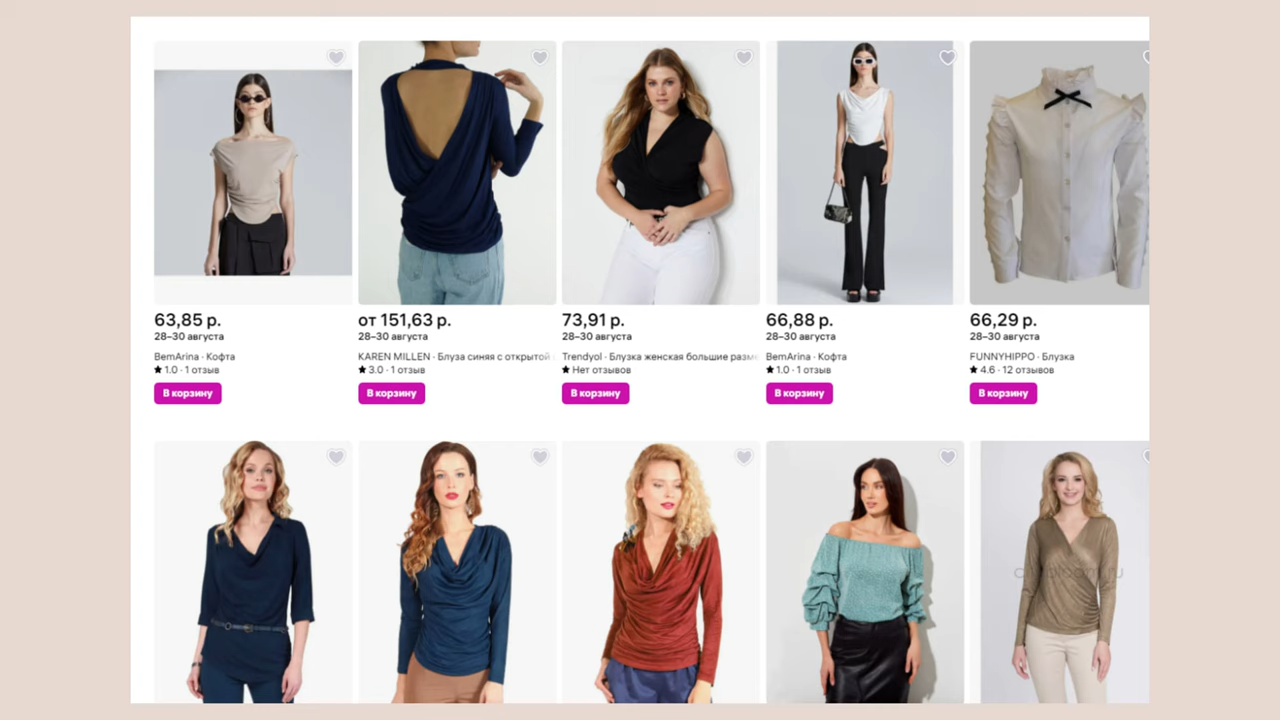 63,85 р.
28–30 августа
BemArina · Кофта
★ 1.0 · 1 отзыв
В корзину
от 151,63 р.
28–30 августа
KAREN MILLEN · Блуза синяя с открытой
★ 3.0 · 1 отзыв
В корзину
73,91 р.
28–30 августа
Trendyol · Блузка женская большие разм
★ Нет отзывов
В корзину
66,88 р.
28–30 августа
BemArina · Кофта
★ 1.0 · 1 отзыв
В корзину
66,29 р.
28–30 августа
FUNNYHIPPO · Блузка
★ 4.6 · 12 отзывов
В корзину